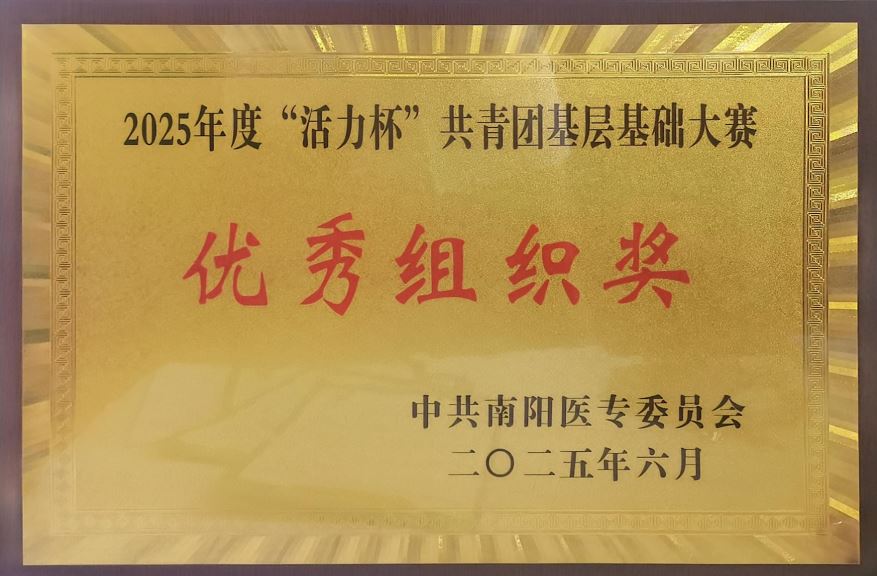 2025年度“活力杯”共青团基层基础大赛
优秀组织奖
中共南阳医专委员会
二〇二五年六月